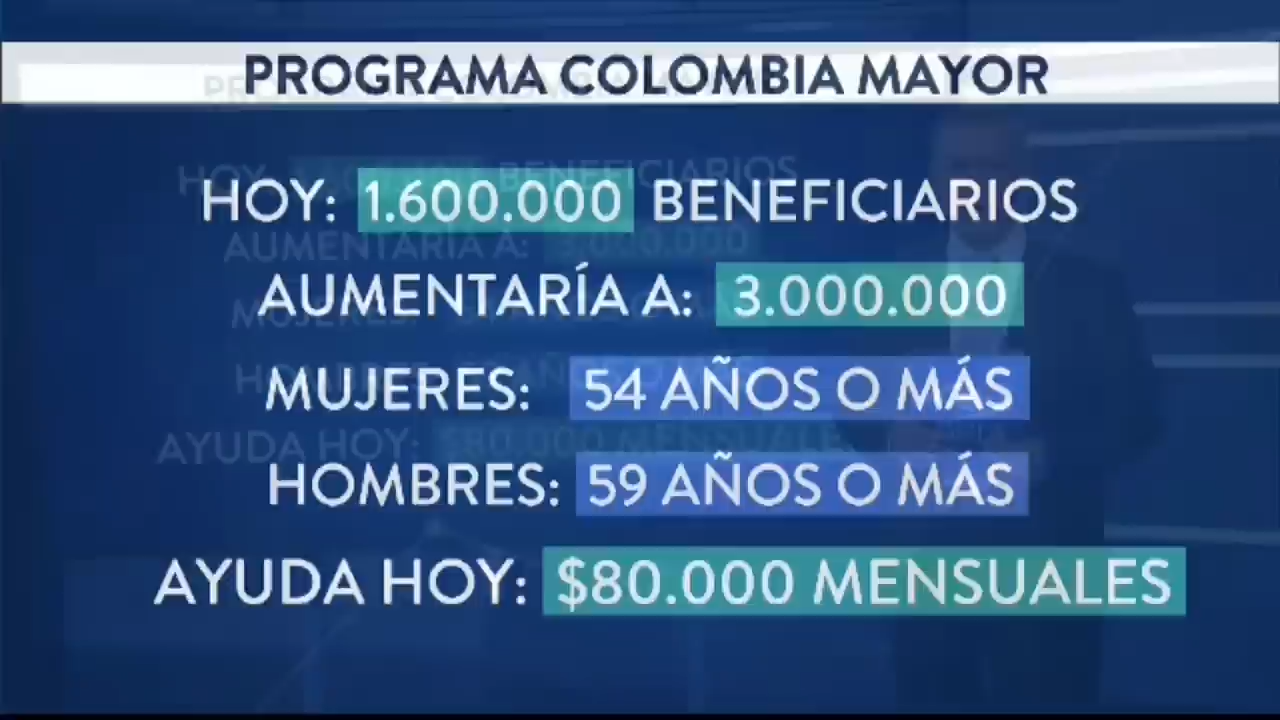 PROGRAMA COLOMBIA MAYOR
HOY: 1.600.000 BENEFICIARIOS
AUMENTARÍA A: 3.000.000
MUJERES: 54 AÑOS O MÁS
HOMBRES: 59 AÑOS O MÁS
AYUDA HOY: $80.000 MENSUALES